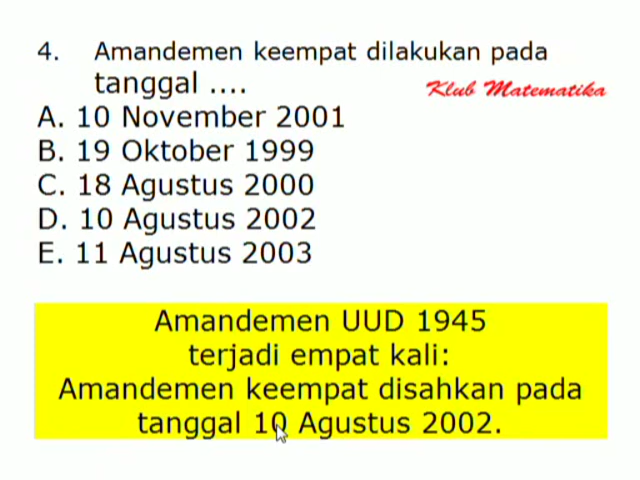 4. Amandemen keempat dilakukan pada
tanggal ....
Klub Matematika
A. 10 November 2001
B. 19 Oktober 1999
C. 18 Agustus 2000
D. 10 Agustus 2002
E. 11 Agustus 2003
Amandemen UUD 1945
terjadi empat kali:
Amandemen keempat disahkan pada
tanggal 10 Agustus 2002.